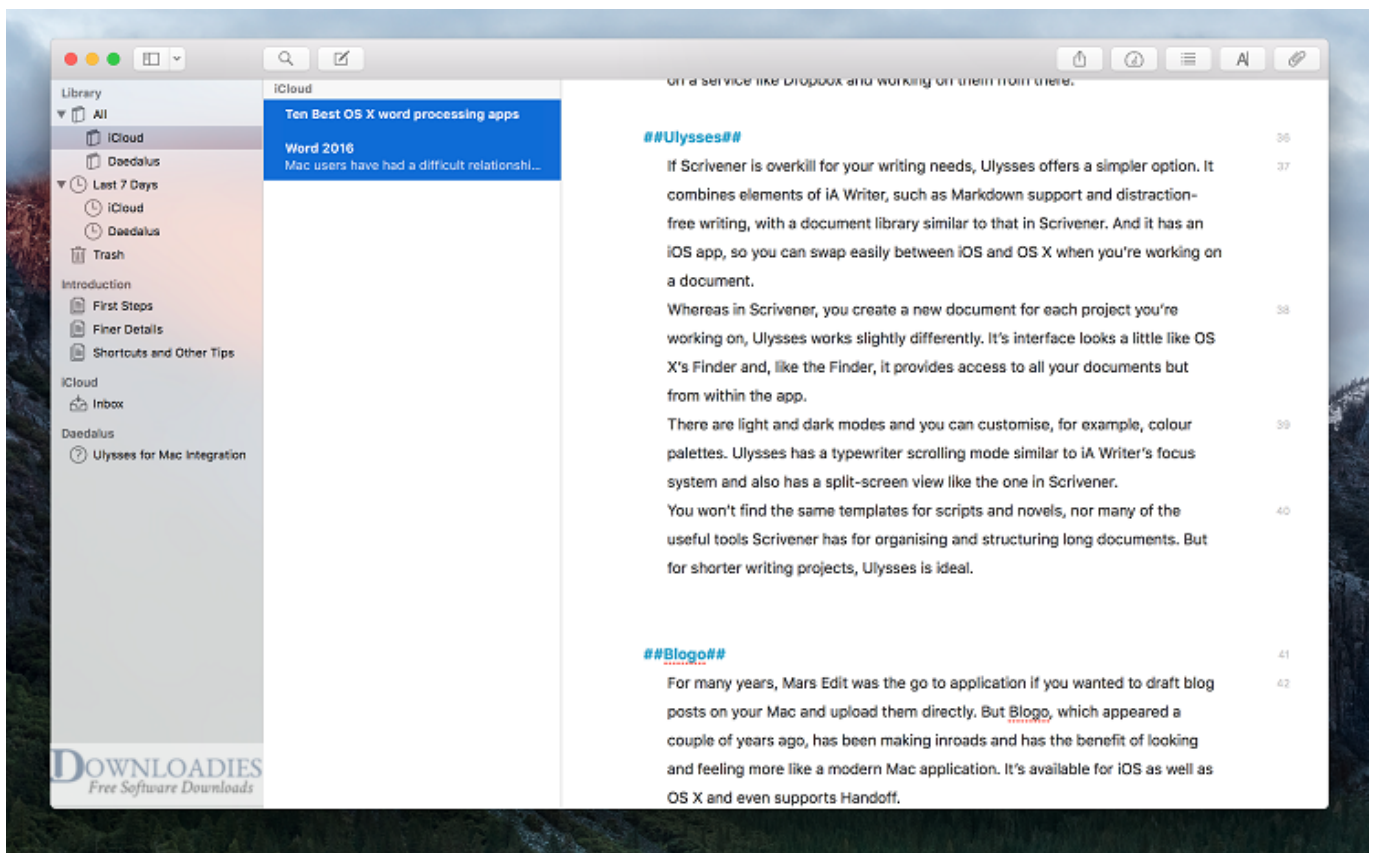 Library
All
iCloud
Daedalus
Last 7 Days
iCloud
Daedalus
Trash
Introduction
First Steps
Finer Details
Shortcuts and Other Tips
iCloud
Inbox
Daedalus
Ulysses for Mac Integration
DOWNLOADIES
Free Software Downloads
iCloud
Ten Best OS X word processing apps
Word 2016
Mac users have had a difficult relationshi...
on a service like Dropbox and working on them from there.
##Ulysses## 36
If Scrivener is overkill for your writing needs, Ulysses offers a simpler option. It 37
combines elements of iA Writer, such as Markdown support and distraction-
free writing, with a document library similar to that in Scrivener. And it has an
iOS app, so you can swap easily between iOS and OS X when you're working on
a document.
Whereas in Scrivener, you create a new document for each project you're 38
working on, Ulysses works slightly differently. It's interface looks a little like OS
X's Finder and, like the Finder, it provides access to all your documents but
from within the app.
There are light and dark modes and you can customise, for example, colour 39
palettes. Ulysses has a typewriter scrolling mode similar to iA Writer's focus
system and also has a split-screen view like the one in Scrivener.
You won't find the same templates for scripts and novels, nor many of the 40
useful tools Scrivener has for organising and structuring long documents. But
for shorter writing projects, Ulysses is ideal.
##Blogo## 41
For many years, Mars Edit was the go to application if you wanted to draft blog 42
posts on your Mac and upload them directly. But Blogo, which appeared a
couple of years ago, has been making inroads and has the benefit of looking
and feeling more like a modern Mac application. It's available for iOS as well as
OS X and even supports Handoff.